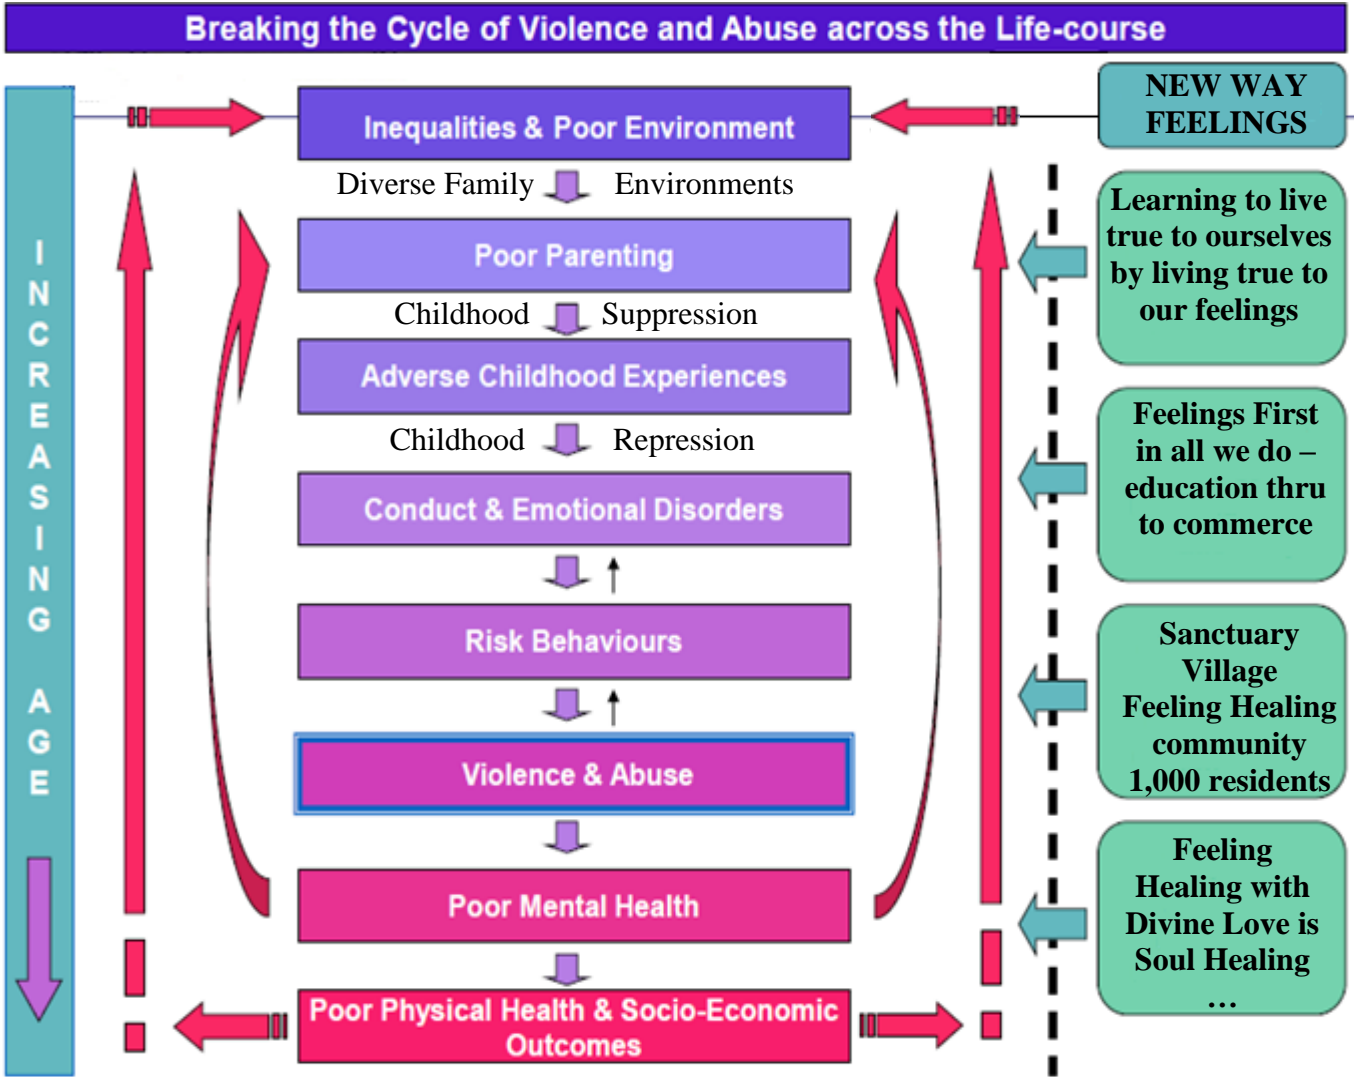 Breaking the Cycle of Violence and Abuse across the Life-course
INCREASING AGE
Inequalities & Poor Environment
Diverse Family Environments
Poor Parenting
Childhood Suppression
Adverse Childhood Experiences
Childhood Repression
Conduct & Emotional Disorders
Risk Behaviours
Violence & Abuse
Poor Mental Health
Poor Physical Health & Socio-Economic
Outcomes
NEW WAY
FEELINGS
Learning to live
true to ourselves
by living true to
our feelings
Feelings First
in all we do –
education thru
to commerce
Sanctuary
Village
Feeling Healing
community
1,000 residents
Feeling
Healing with
Divine Love is
Soul Healing
…